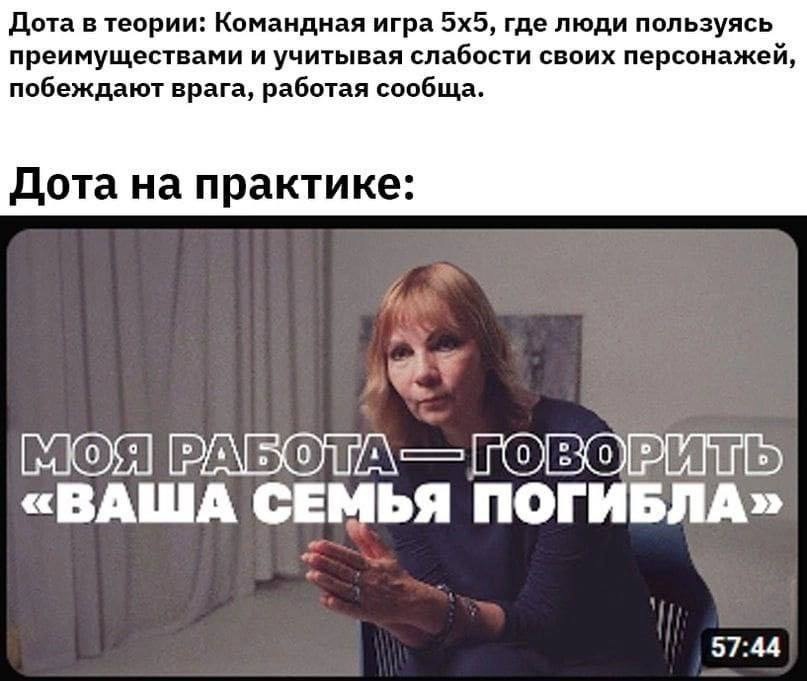 Дота в теории: Командная игра 5х5, где люди пользуясь
преимуществами и учитывая слабости своих персонажей,
побеждают врага, работая сообща.
Дота на практике:
МОЯ РАБОТА — ГОВОРИТЬ
«ВАША СЕМЬЯ ПОГИБЛА»
57:44